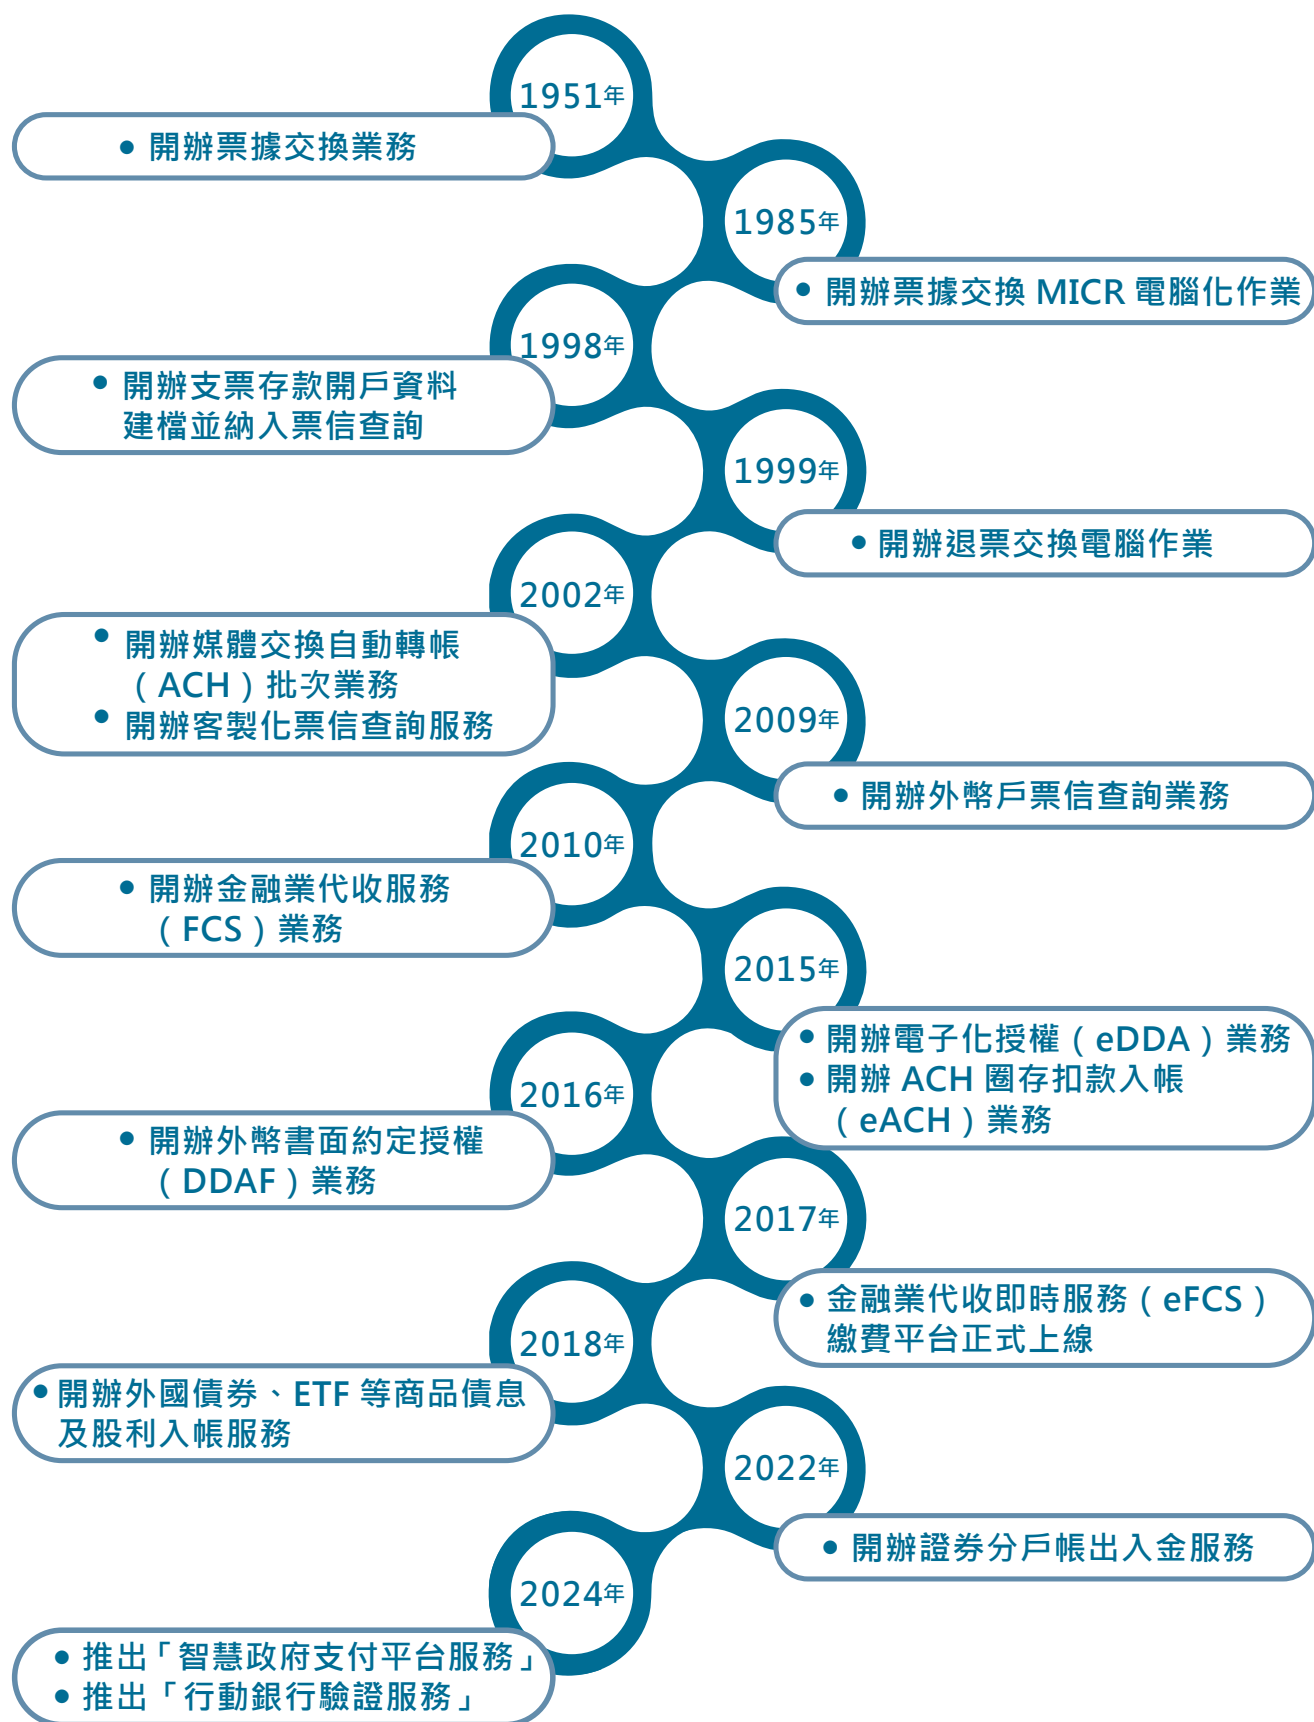 1951年
• 開辦票據交換業務
1985年
• 開辦票據交換 MICR 電腦化作業
1998年
• 開辦支票存款開戶資料
建檔並納入票信查詢
1999年
• 開辦退票交換電腦作業
2002年
• 開辦媒體交換自動轉帳
（ACH）批次業務
• 開辦客製化票信查詢服務
2009年
• 開辦外幣戶票信查詢業務
2010年
• 開辦金融業代收服務
（FCS）業務
2015年
• 開辦電子化授權（eDDA）業務
• 開辦 ACH 圈存扣款入帳
（eACH）業務
2016年
• 開辦外幣書面約定授權
（DDAF）業務
2017年
• 金融業代收即時服務（eFCS）
繳費平台正式上線
2018年
• 開辦外國債券、ETF 等商品債息
及股利入帳服務
2022年
• 開辦證券分戶帳出入金服務
2024年
• 推出「智慧政府支付平台服務」
• 推出「行動銀行驗證服務」